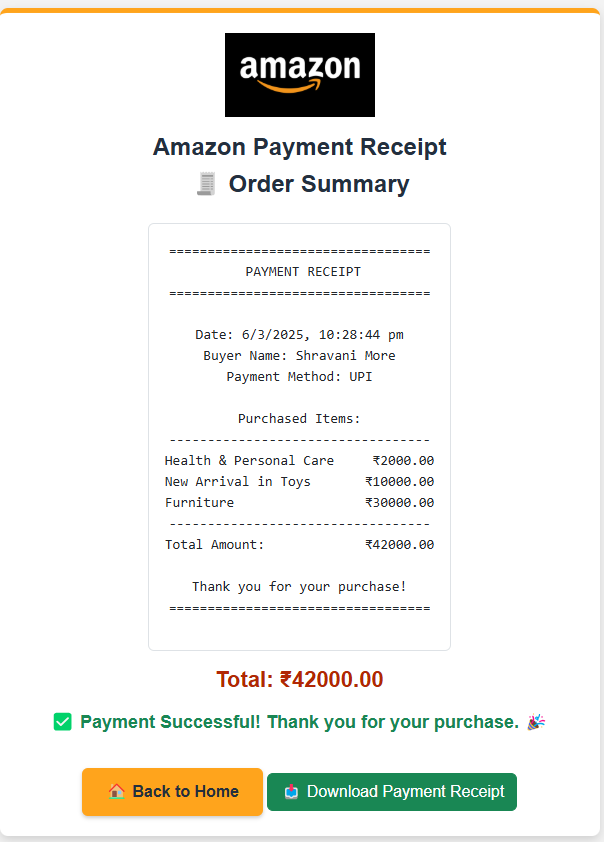 amazon
Amazon Payment Receipt
🧾 Order Summary
==================================
PAYMENT RECEIPT
==================================
Date: 6/3/2025, 10:28:44 pm
Buyer Name: Shravani More
Payment Method: UPI
Purchased Items:
----------------------------------
Health & Personal Care ₹2000.00
New Arrival in Toys ₹10000.00
Furniture ₹30000.00
----------------------------------
Total Amount: ₹42000.00
Thank you for your purchase!
==================================
Total: ₹42000.00
✅ Payment Successful! Thank you for your purchase. 🎉
🏠 Back to Home
📥 Download Payment Receipt